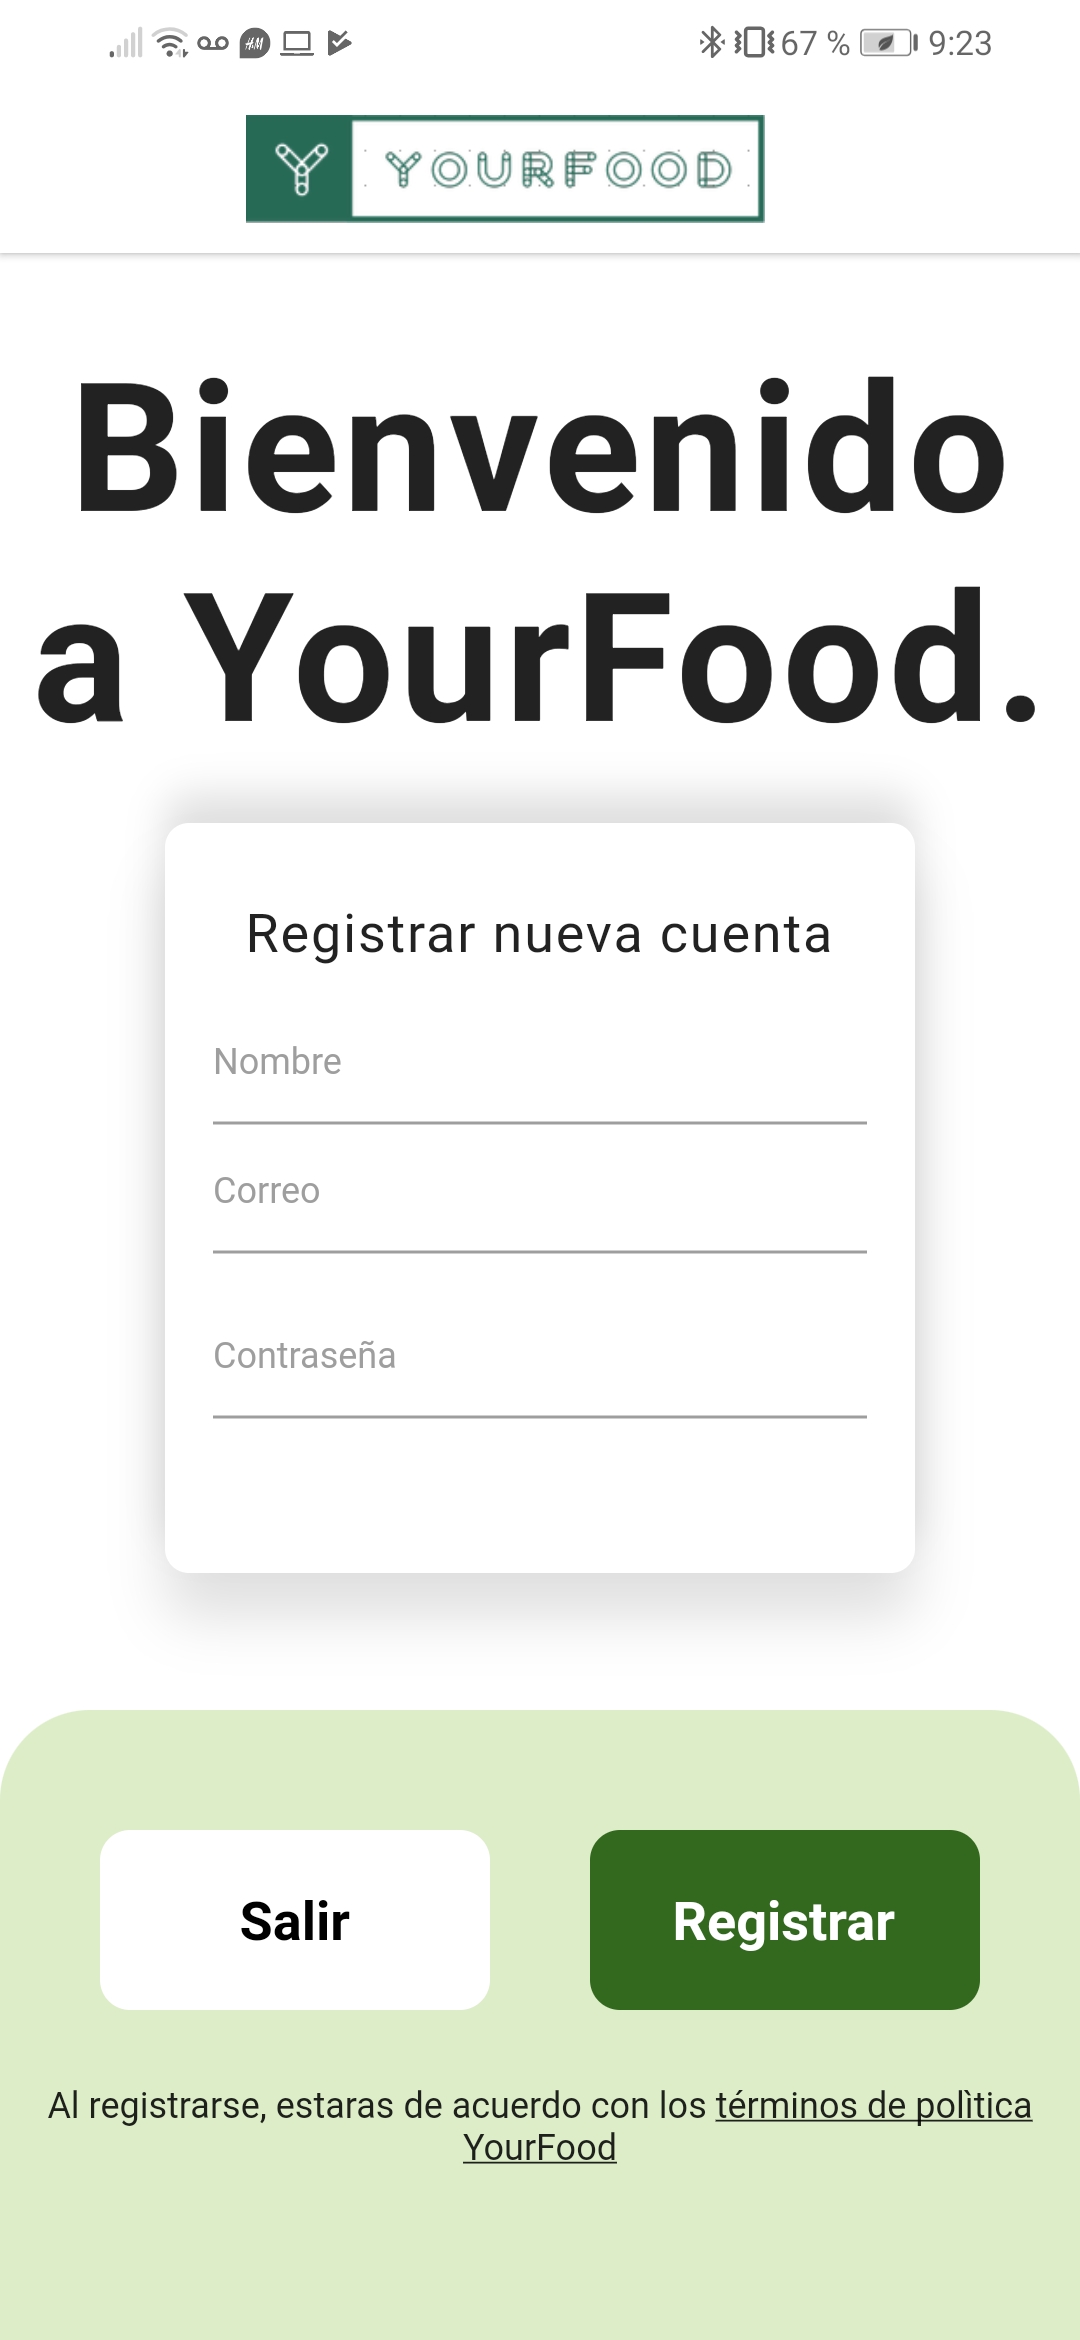 H&M 67 % 9:23
Y YOURFOOD
Bienvenido
a YourFood.
Registrar nueva cuenta
Nombre
Correo
Contraseña
Salir Registrar
Al registrarse, estaras de acuerdo con los términos de polìtica
YourFood